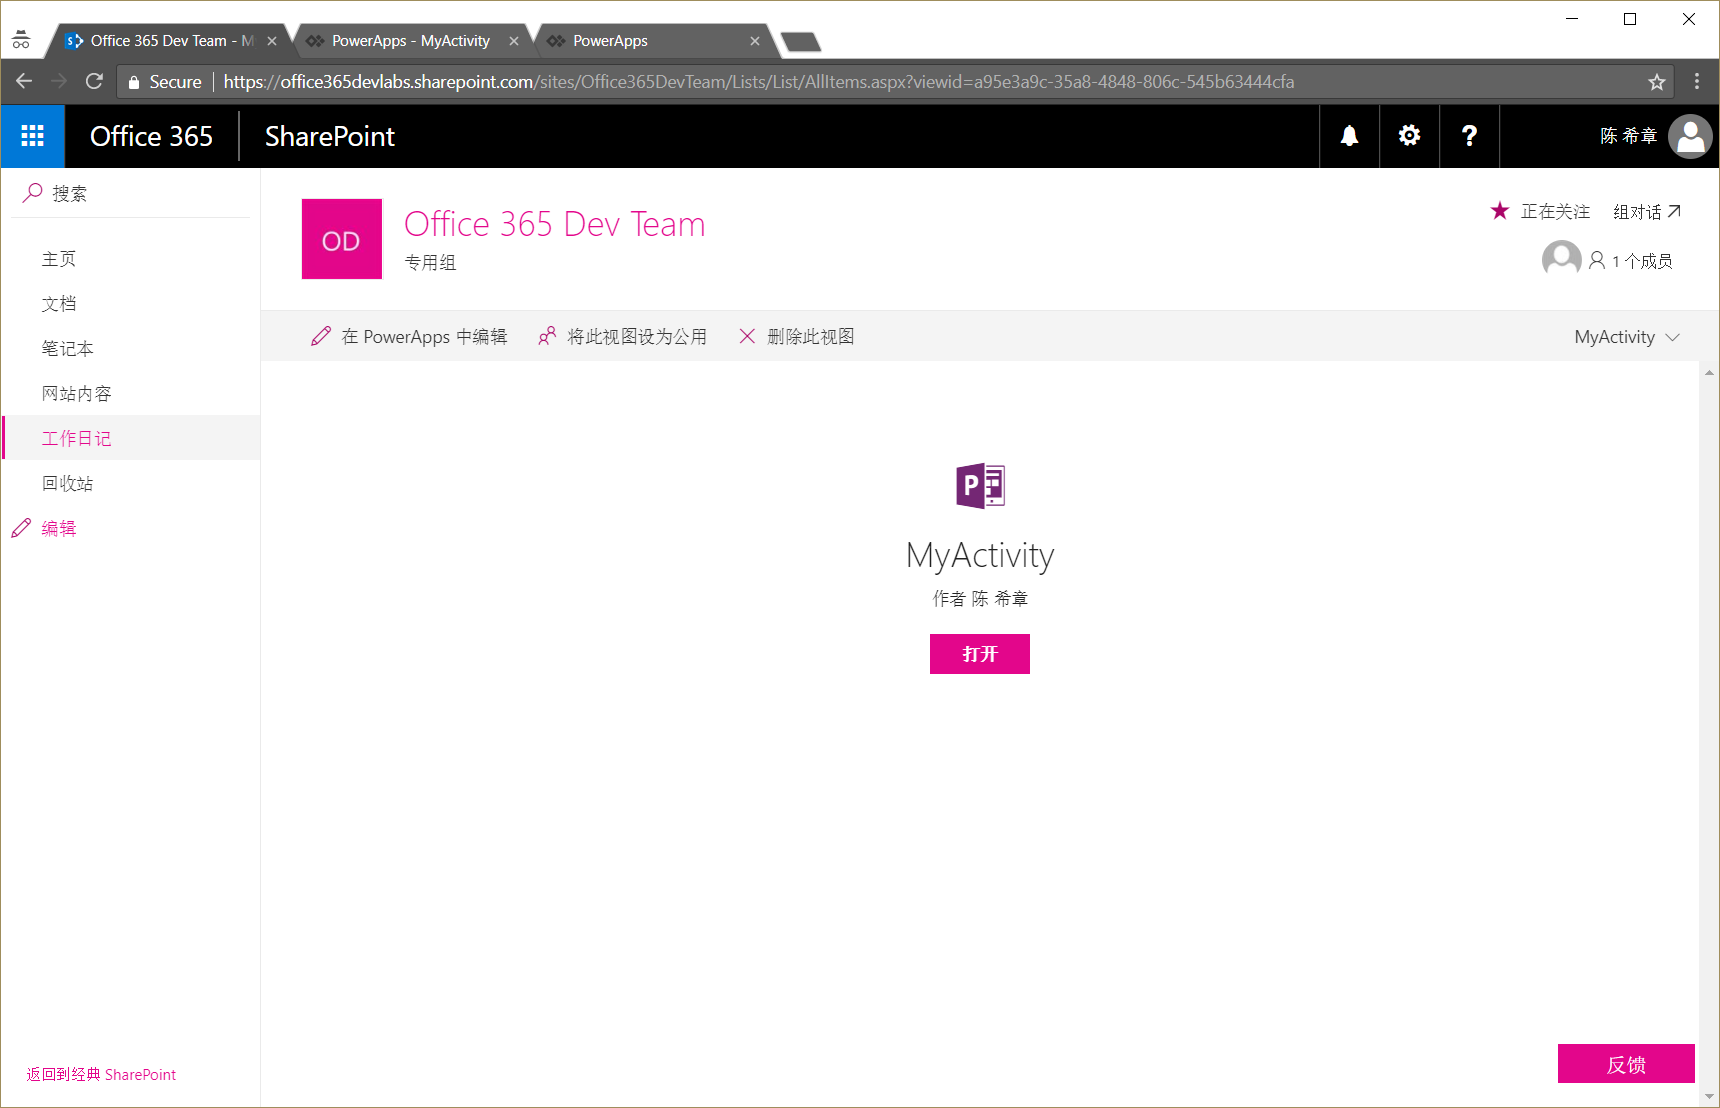 Office 365 Dev Team - M
PowerApps - MyActivity
PowerApps
Secure
https://office365devlabs.sharepoint.com/sites/Office365DevTeam/Lists/List/AllItems.aspx?viewid=a95e3a9c-35a8-4848-806c-545b63444cfa
Office 365
SharePoint
?
陈 希章
搜索
主页
文档
笔记本
网站内容
工作日记
回收站
编辑
返回到经典 SharePoint
OD
Office 365 Dev Team
专用组
正在关注
组对话
1 个成员
在 PowerApps 中编辑
将此视图设为公用
删除此视图
MyActivity
P
MyActivity
作者 陈 希章
打开
反馈